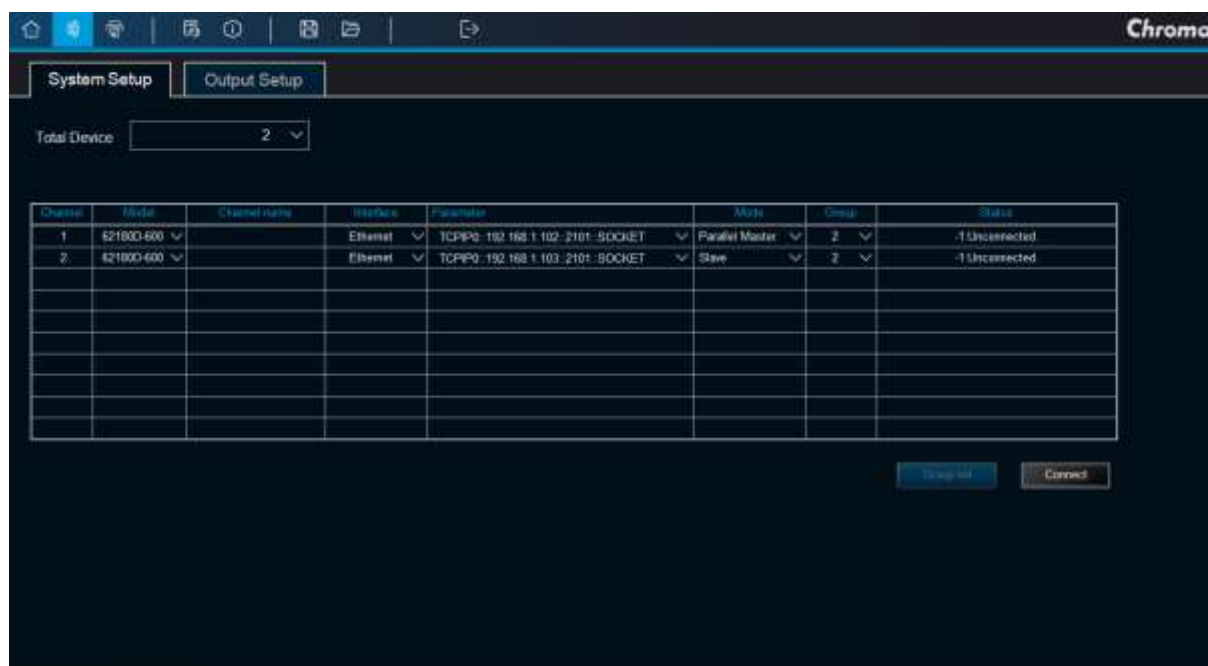 Chroma
System Setup Output Setup
Total Device 2
Channel Model Channel name Interface Parameter Mode Group Status
1 62180D-600 Ethernet TCPIP0::192.168.1.102::2101::SOCKET Parallel Master 2 -1:Unconnected
2 62180D-600 Ethernet TCPIP0::192.168.1.103::2101::SOCKET Slave 2 -1:Unconnected
Connect